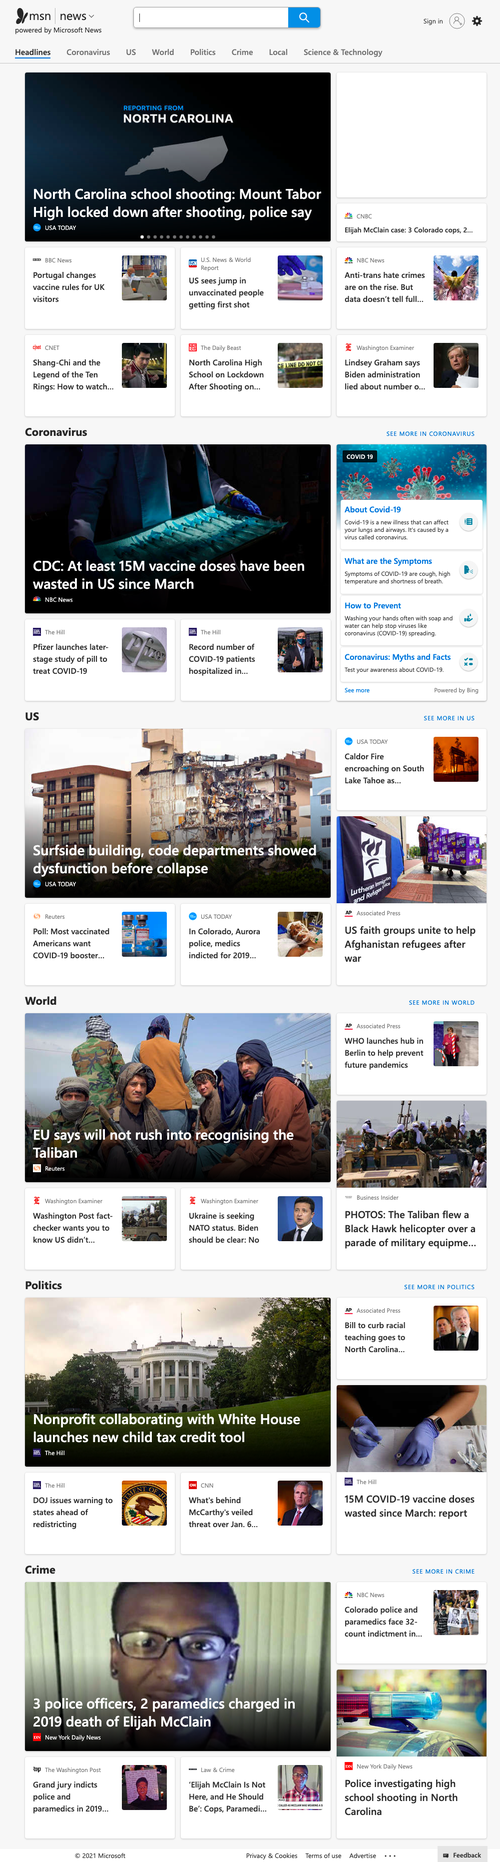 msn news
powered by Microsoft News
Sign in
Headlines Coronavirus US World Politics Crime Local Science & Technology
REPORTING FROM
NORTH CAROLINA
North Carolina school shooting: Mount Tabor
High locked down after shooting, police say
USA TODAY
CNBC
Elijah McClain case: 3 Colorado cops, 2...
BBC News
Portugal changes
vaccine rules for UK
visitors
U.S. News & World
Report
US sees jump in
unvaccinated people
getting first shot
NBC News
Anti-trans hate crimes
are on the rise. But
data doesn't tell full...
CNET
Shang-Chi and the
Legend of the Ten
Rings: How to watch...
The Daily Beast
North Carolina High
School on Lockdown
After Shooting on...
Washington Examiner
Lindsey Graham says
Biden administration
lied about number o...
Coronavirus
SEE MORE IN CORONAVIRUS
CDC: At least 15M vaccine doses have been
wasted in US since March
NBC News
COVID 19
About Covid-19
Covid-19 is a new illness that can affect
your lungs and airways. It's caused by a
virus called coronavirus.
What are the Symptoms
Symptoms of COVID-19 are cough, high
temperature and shortness of breath.
How to Prevent
Washing your hands often with soap and
water can help stop viruses like
coronavirus (COVID-19) spreading.
Coronavirus: Myths and Facts
Test your awareness about COVID-19.
See more
Powered by Bing
The Hill
Pfizer launches later-
stage study of pill to
treat COVID-19
The Hill
Record number of
COVID-19 patients
hospitalized in...
US
SEE MORE IN US
Surfside building, code departments showed
dysfunction before collapse
USA TODAY
USA TODAY
Caldor Fire
encroaching on South
Lake Tahoe as...
Lutheran Immigration
and Refugee
Associated Press
US faith groups unite to help
Afghanistan refugees after
war
Reuters
Poll: Most vaccinated
Americans want
COVID-19 booster...
USA TODAY
In Colorado, Aurora
police, medics
indicted for 2019...
World
SEE MORE IN WORLD
EU says will not rush into recognising the
Taliban
Reuters
Associated Press
WHO launches hub in
Berlin to help prevent
future pandemics
Business Insider
PHOTOS: The Taliban flew a
Black Hawk helicopter over a
parade of military equipme...
Washington Examiner
Washington Post fact-
checker wants you to
know US didn't...
Washington Examiner
Ukraine is seeking
NATO status. Biden
should be clear: No
Politics
SEE MORE IN POLITICS
Nonprofit collaborating with White House
launches new child tax credit tool
The Hill
Associated Press
Bill to curb racial
teaching goes to
North Carolina...
The Hill
15M COVID-19 vaccine doses
wasted since March: report
The Hill
DOJ issues warning to
states ahead of
redistricting
CNN
What's behind
McCarthy's veiled
threat over Jan. 6...
Crime
SEE MORE IN CRIME
3 police officers, 2 paramedics charged in
2019 death of Elijah McClain
New York Daily News
NBC News
Colorado police and
paramedics face 32-
count indictment in...
New York Daily News
Police investigating high
school shooting in North
Carolina
The Washington Post
Grand jury indicts
police and
paramedics in 2019...
Law & Crime
'Elijah McClain Is Not
Here, and He Should
Be': Cops, Paramedi...
© 2021 Microsoft
Privacy & Cookies Terms of use Advertise
Feedback